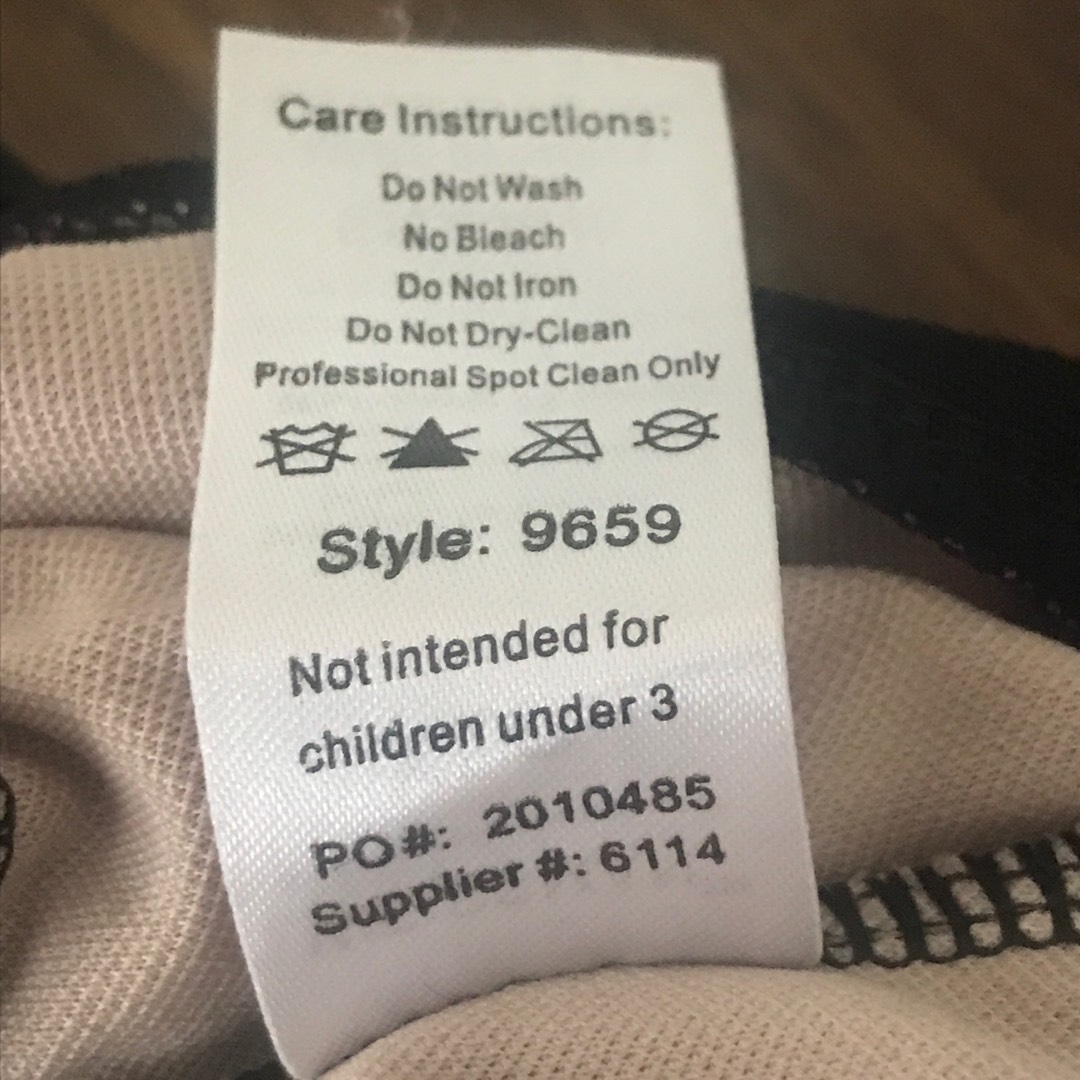 Care Instructions:
Do Not Wash
No Bleach
Do Not Iron
Do Not Dry-Clean
Professional Spot Clean Only
Style: 9659
Not intended for
children under 3
PO#: 2010485
Supplier #: 6114